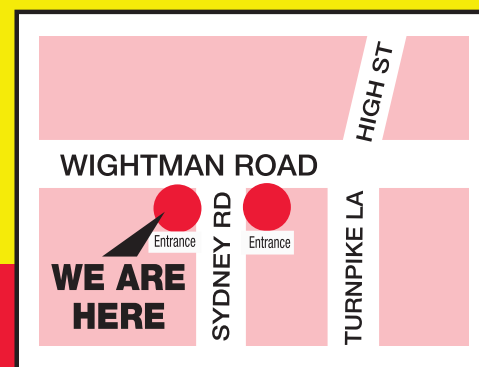 HIGH ST
WIGHTMAN ROAD
Entrance
SYDNEY RD
Entrance
TURNPIKE LA
WE ARE
HERE